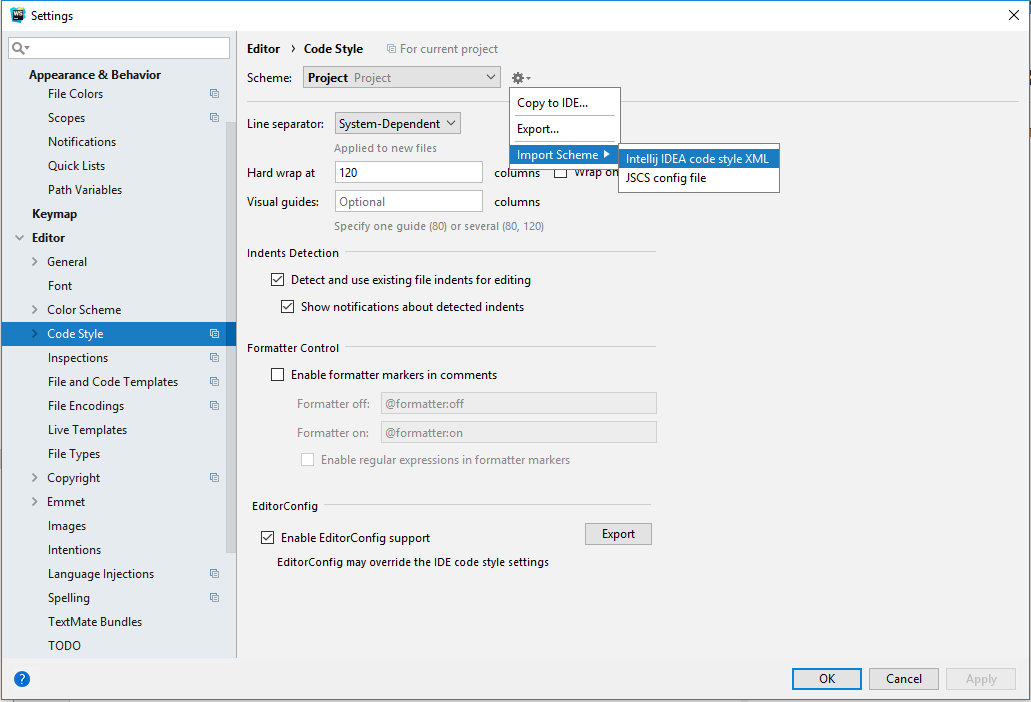 WS
Settings
Appearance & Behavior
File Colors
Scopes
Notifications
Quick Lists
Path Variables
Keymap
Editor
General
Font
Color Scheme
Code Style
Inspections
File and Code Templates
File Encodings
Live Templates
File Types
Copyright
Emmet
Images
Intentions
Language Injections
Spelling
TextMate Bundles
TODO
Editor › Code Style For current project
Scheme: Project Project
Copy to IDE...
Export...
Import Scheme
Intellij IDEA code style XML
JSCS config file
Line separator: System-Dependent
Applied to new files
Hard wrap at 120 columns Wrap on
Visual guides: Optional columns
Specify one guide (80) or several (80, 120)
Indents Detection
Detect and use existing file indents for editing
Show notifications about detected indents
Formatter Control
Enable formatter markers in comments
Formatter off: @formatter:off
Formatter on: @formatter:on
Enable regular expressions in formatter markers
EditorConfig
Enable EditorConfig support Export
EditorConfig may override the IDE code style settings
? OK Cancel Apply